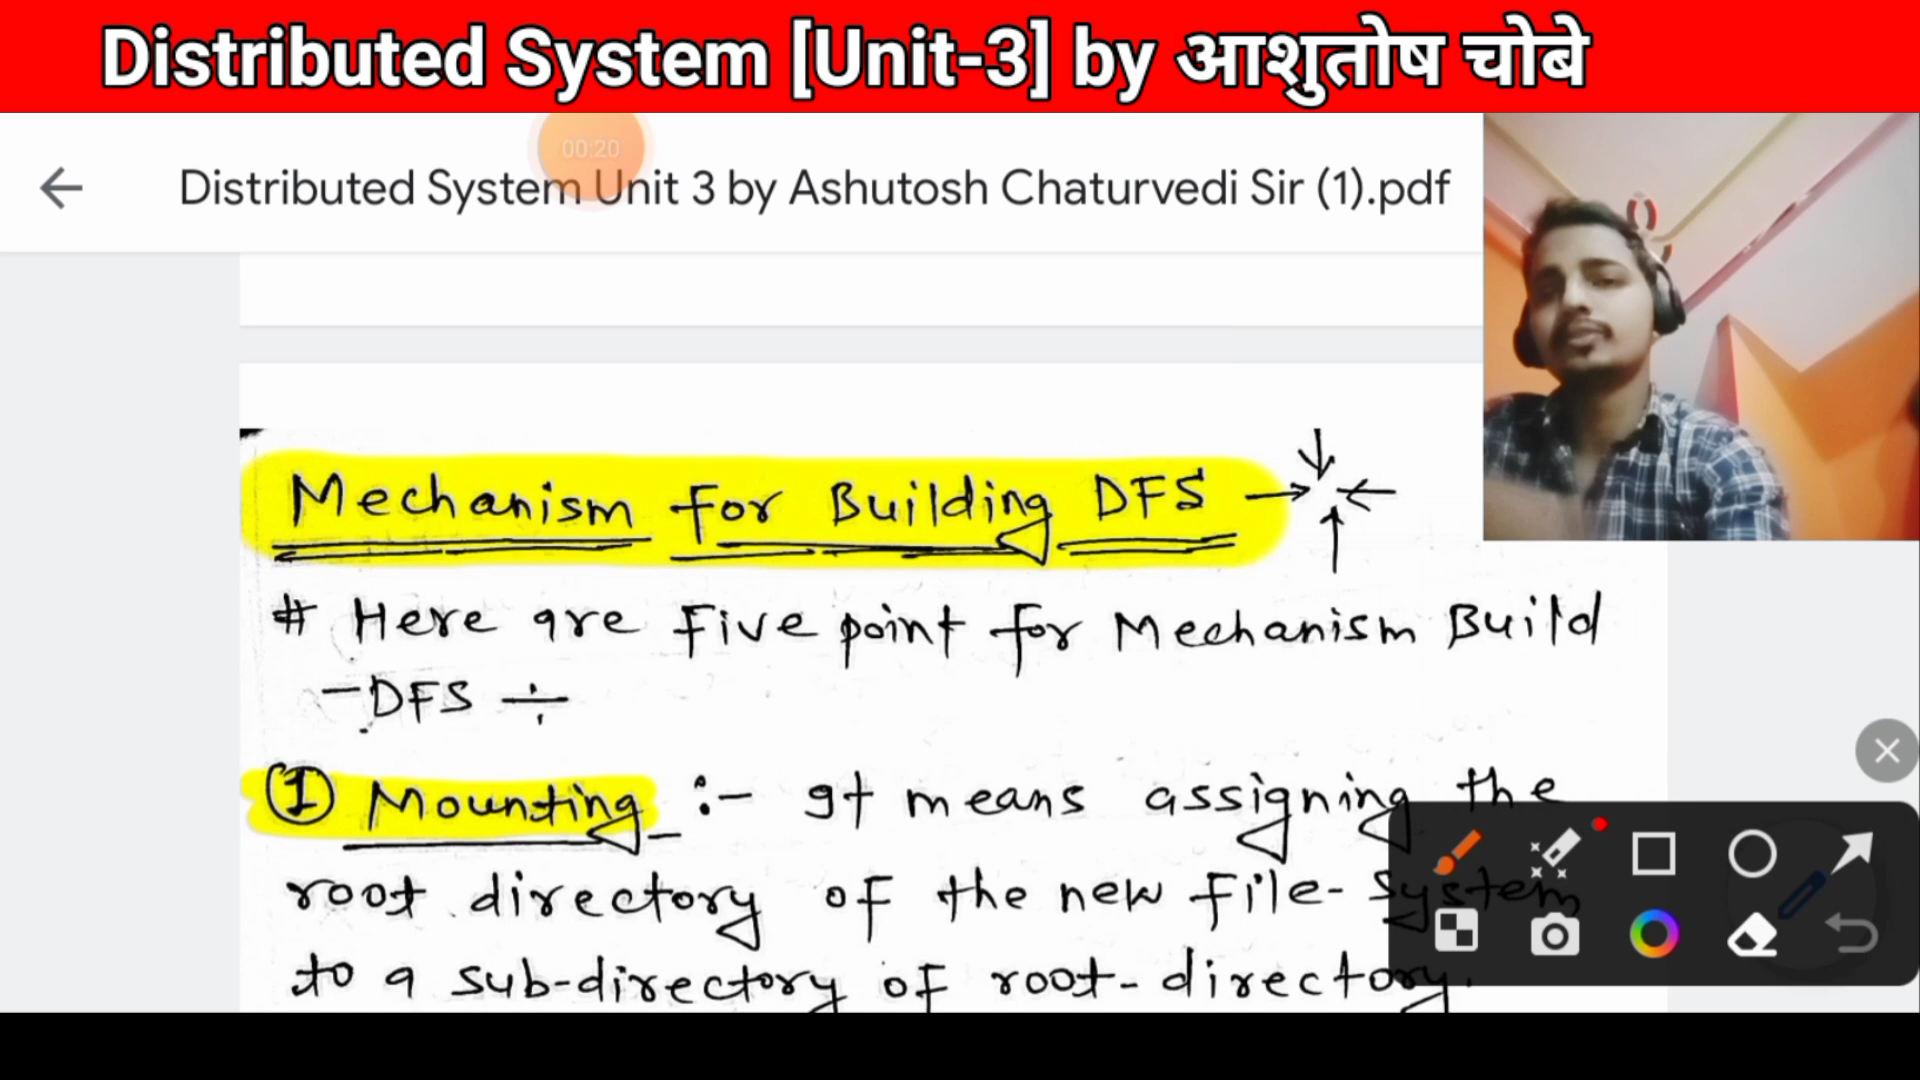 Distributed System [Unit-3] by आशुतोष चोबे
00:20
Distributed System Unit 3 by Ashutosh Chaturvedi Sir (1).pdf
Mechanism for Building DFS
# Here are Five point for Mechanism Build
-DFS ÷
① Mounting :- It means assigning the
root directory of the new File-System
to a sub-directory of root-directory.